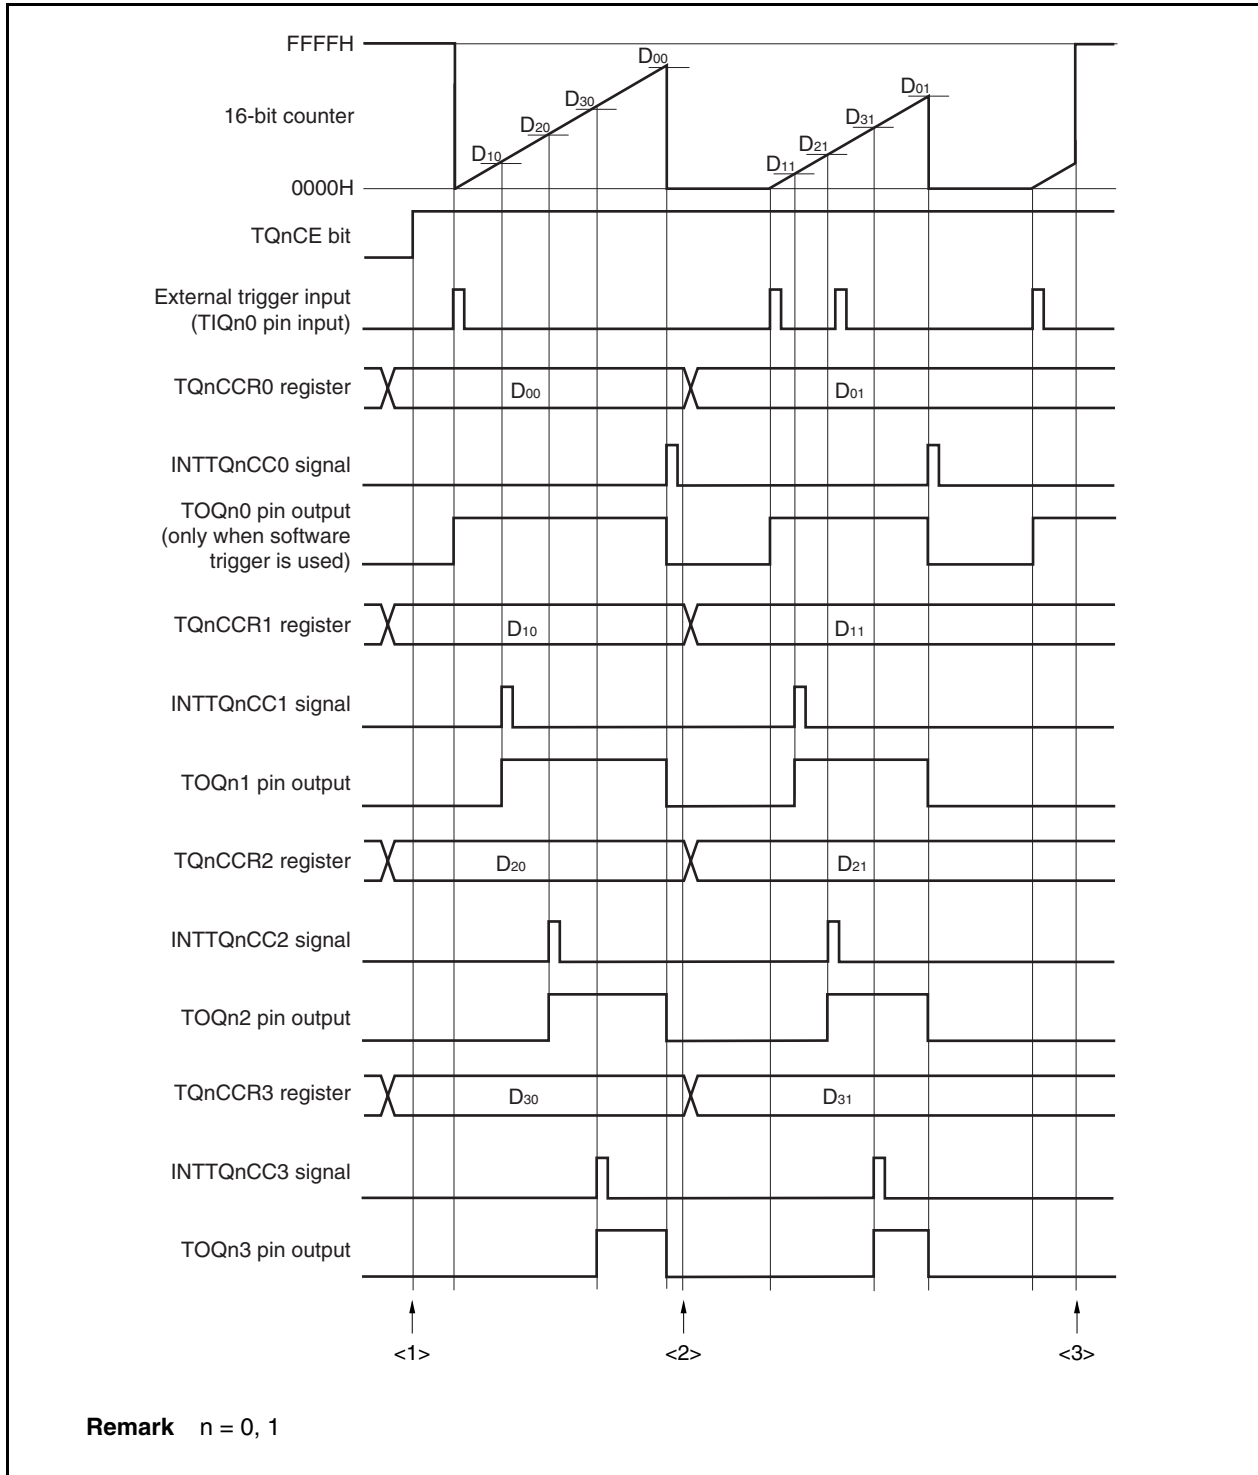 FFFFH
D00
D01
D30
D31
16-bit counter
D20
D21
D10
D11
0000H
TQnCE bit
External trigger input
(TIQn0 pin input)
TQnCCR0 register
D00
D01
INTTQnCC0 signal
TOQn0 pin output
(only when software
trigger is used)
TQnCCR1 register
D10
D11
INTTQnCC1 signal
TOQn1 pin output
TQnCCR2 register
D20
D21
INTTQnCC2 signal
TOQn2 pin output
TQnCCR3 register
D30
D31
INTTQnCC3 signal
TOQn3 pin output
<1>
<2>
<3>
Remark n = 0, 1